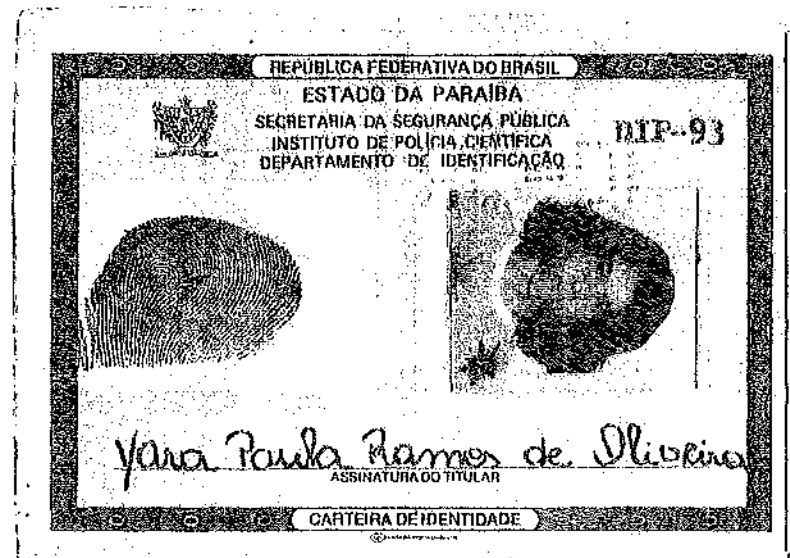 REPÚBLICA FEDERATIVA DO BRASIL
ESTADO DA PARAÍBA
SECRETARIA DA SEGURANÇA PÚBLICA
INSTITUTO DE POLÍCIA CIENTÍFICA
DEPARTAMENTO DE IDENTIFICAÇÃO
DIP-93
Yara Paula Ramos de Oliveira
ASSINATURA DO TITULAR
CARTEIRA DE IDENTIDADE